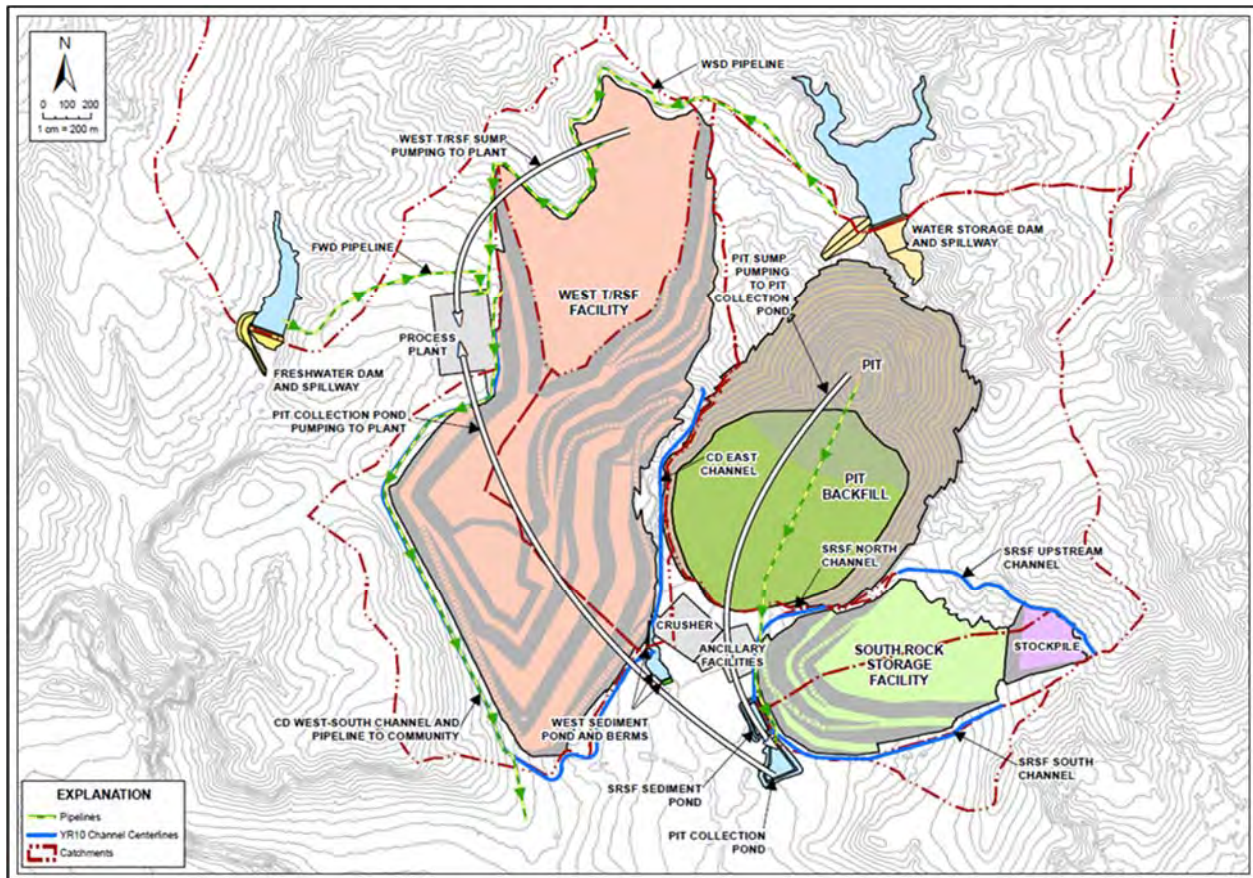 N
0 100 200
1 cm = 200 m
WSD PIPELINE
WEST T/RSF SUMP
PUMPING TO PLANT
FWD PIPELINE
WATER STORAGE DAM
AND SPILLWAY
PIT SUMP
PUMPING
TO PIT
COLLECTION
POND
WEST T/RSF
FACILITY
PROCESS
PLANT
FRESHWATER DAM
AND SPILLWAY
PIT
PIT COLLECTION POND
PUMPING TO PLANT
CD EAST
CHANNEL
PIT
BACKFILL
SRSF NORTH
CHANNEL
SRSF UPSTREAM
CHANNEL
CRUSHER
ANCILLARY
FACILITIES
SOUTH ROCK
STORAGE
FACILITY
STOCKPILE
CD WEST-SOUTH CHANNEL AND
PIPELINE TO COMMUNITY
WEST SEDIMENT
POND AND BERMS
SRSF SOUTH
CHANNEL
SRSF SEDIMENT
POND
PIT COLLECTION
POND
EXPLANATION
Pipelines
YR10 Channel Centerlines
Catchments